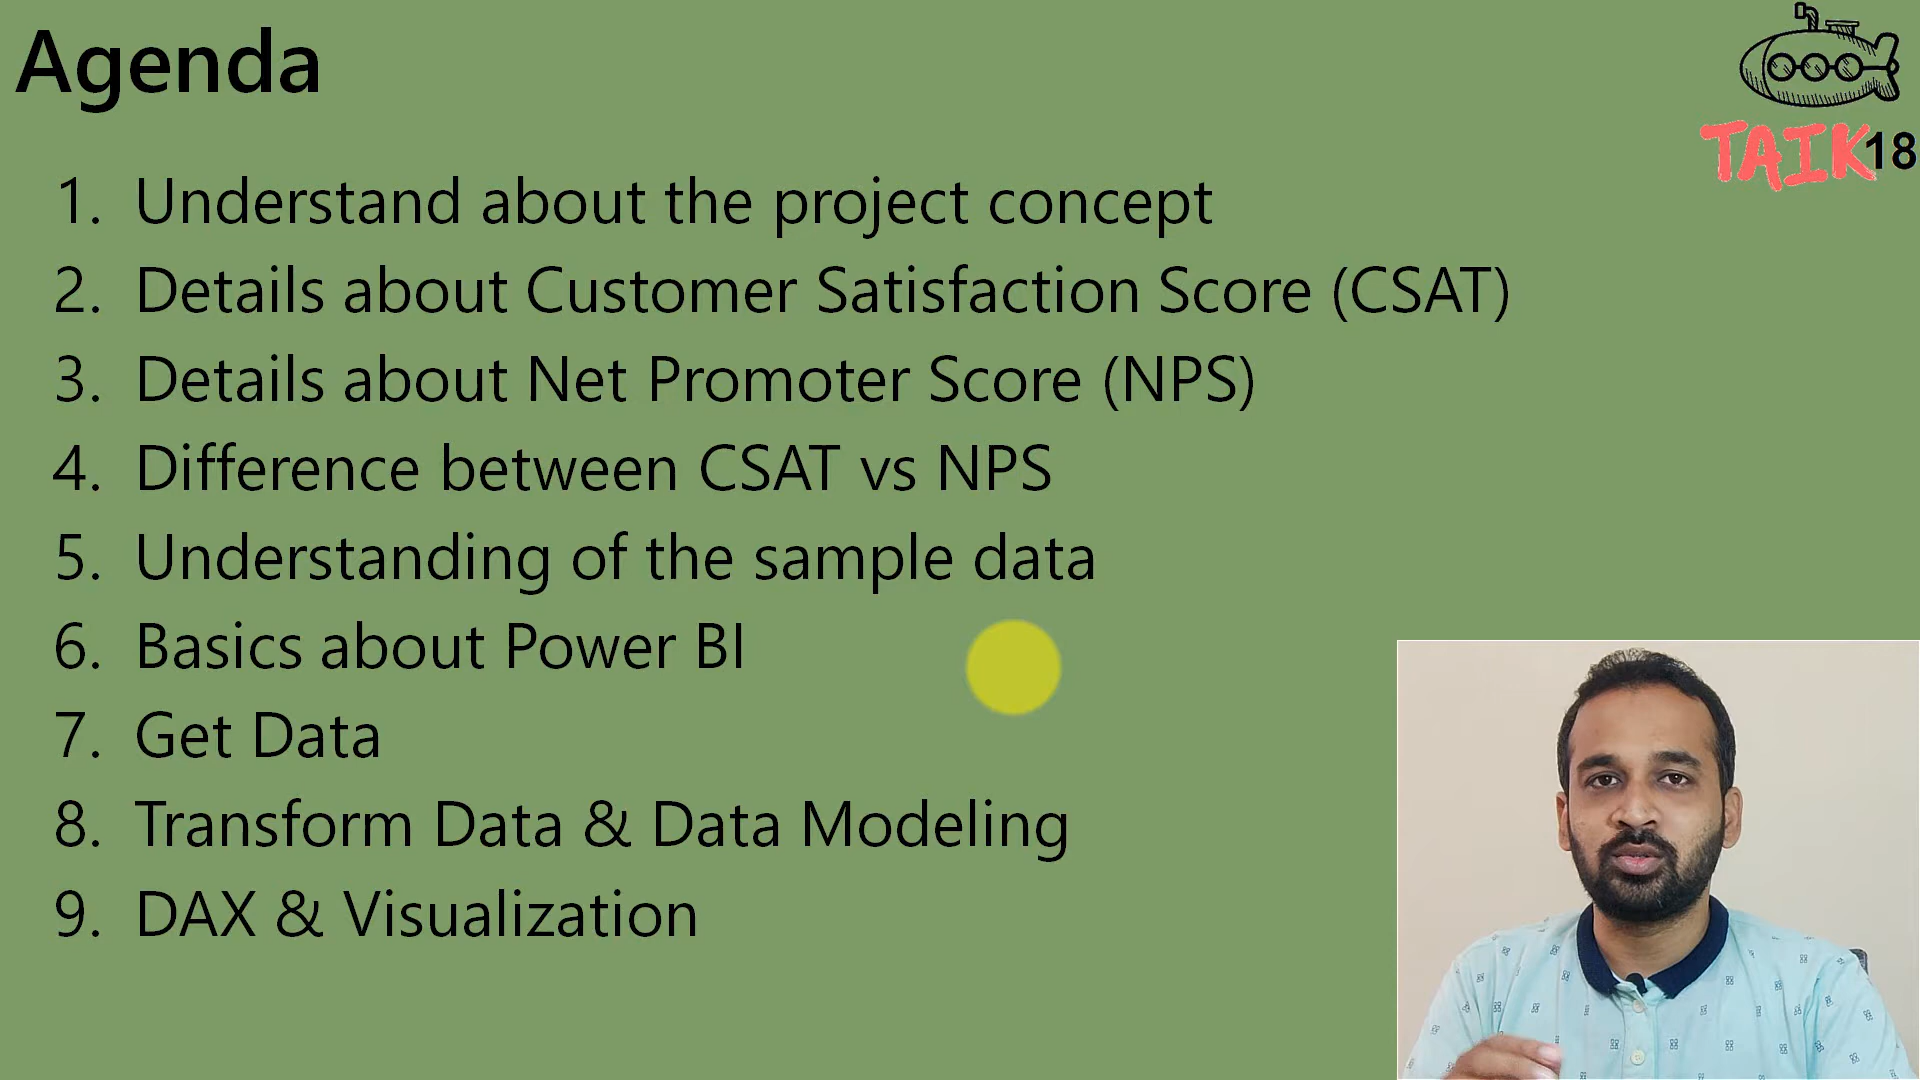 Agenda
TAIK18
1. Understand about the project concept
2. Details about Customer Satisfaction Score (CSAT)
3. Details about Net Promoter Score (NPS)
4. Difference between CSAT vs NPS
5. Understanding of the sample data
6. Basics about Power BI
7. Get Data
8. Transform Data & Data Modeling
9. DAX & Visualization